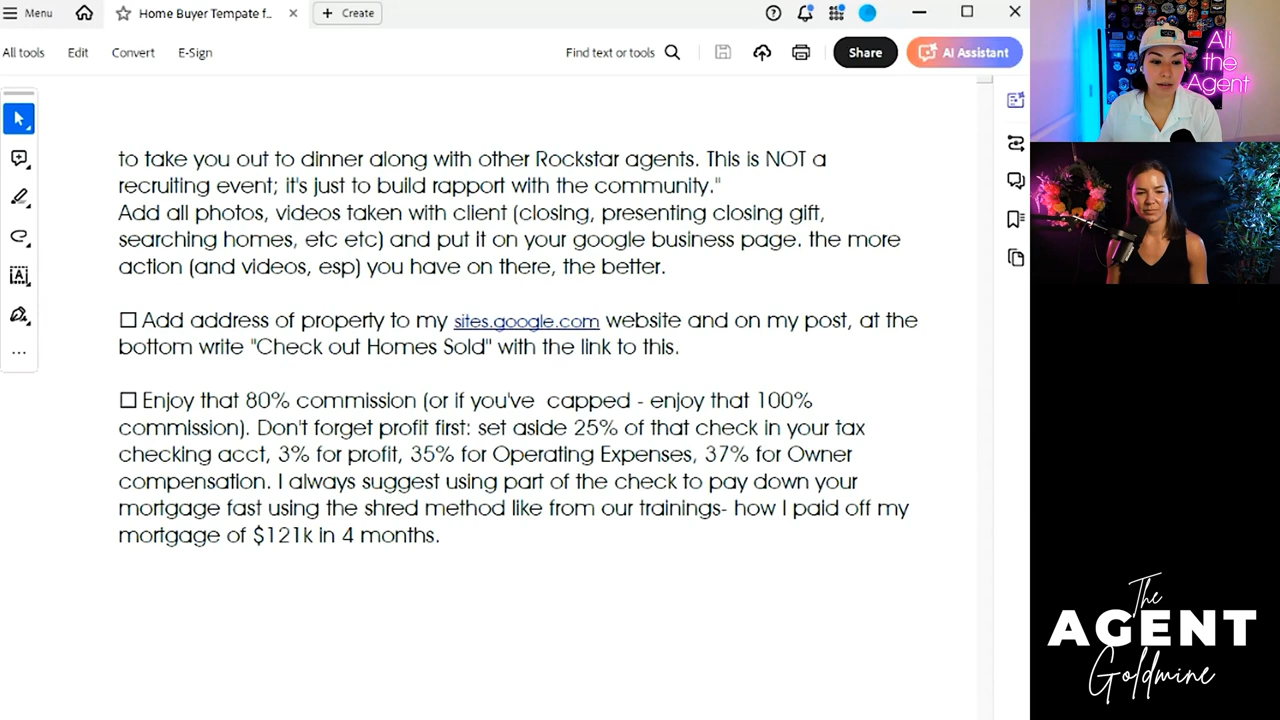 Menu
Home Buyer Tempate f...
Create
All tools
Edit
Convert
E-Sign
Find text or tools
Share
AI Assistant
to take you out to dinner along with other Rockstar agents. This is NOT a
recruiting event; it's just to build rapport with the community."
Add all photos, videos taken with client (closing, presenting closing gift,
searching homes, etc etc) and put it on your google business page. the more
action (and videos, esp) you have on there, the better.
☐ Add address of property to my sites.google.com website and on my post, at the
bottom write "Check out Homes Sold" with the link to this.
☐ Enjoy that 80% commission (or if you've capped - enjoy that 100%
commission). Don't forget profit first: set aside 25% of that check in your tax
checking acct, 3% for profit, 35% for Operating Expenses, 37% for Owner
compensation. I always suggest using part of the check to pay down your
mortgage fast using the shred method like from our trainings- how I paid off my
mortgage of $121k in 4 months.
Ali
the
Agent
The
AGENT
Goldmine